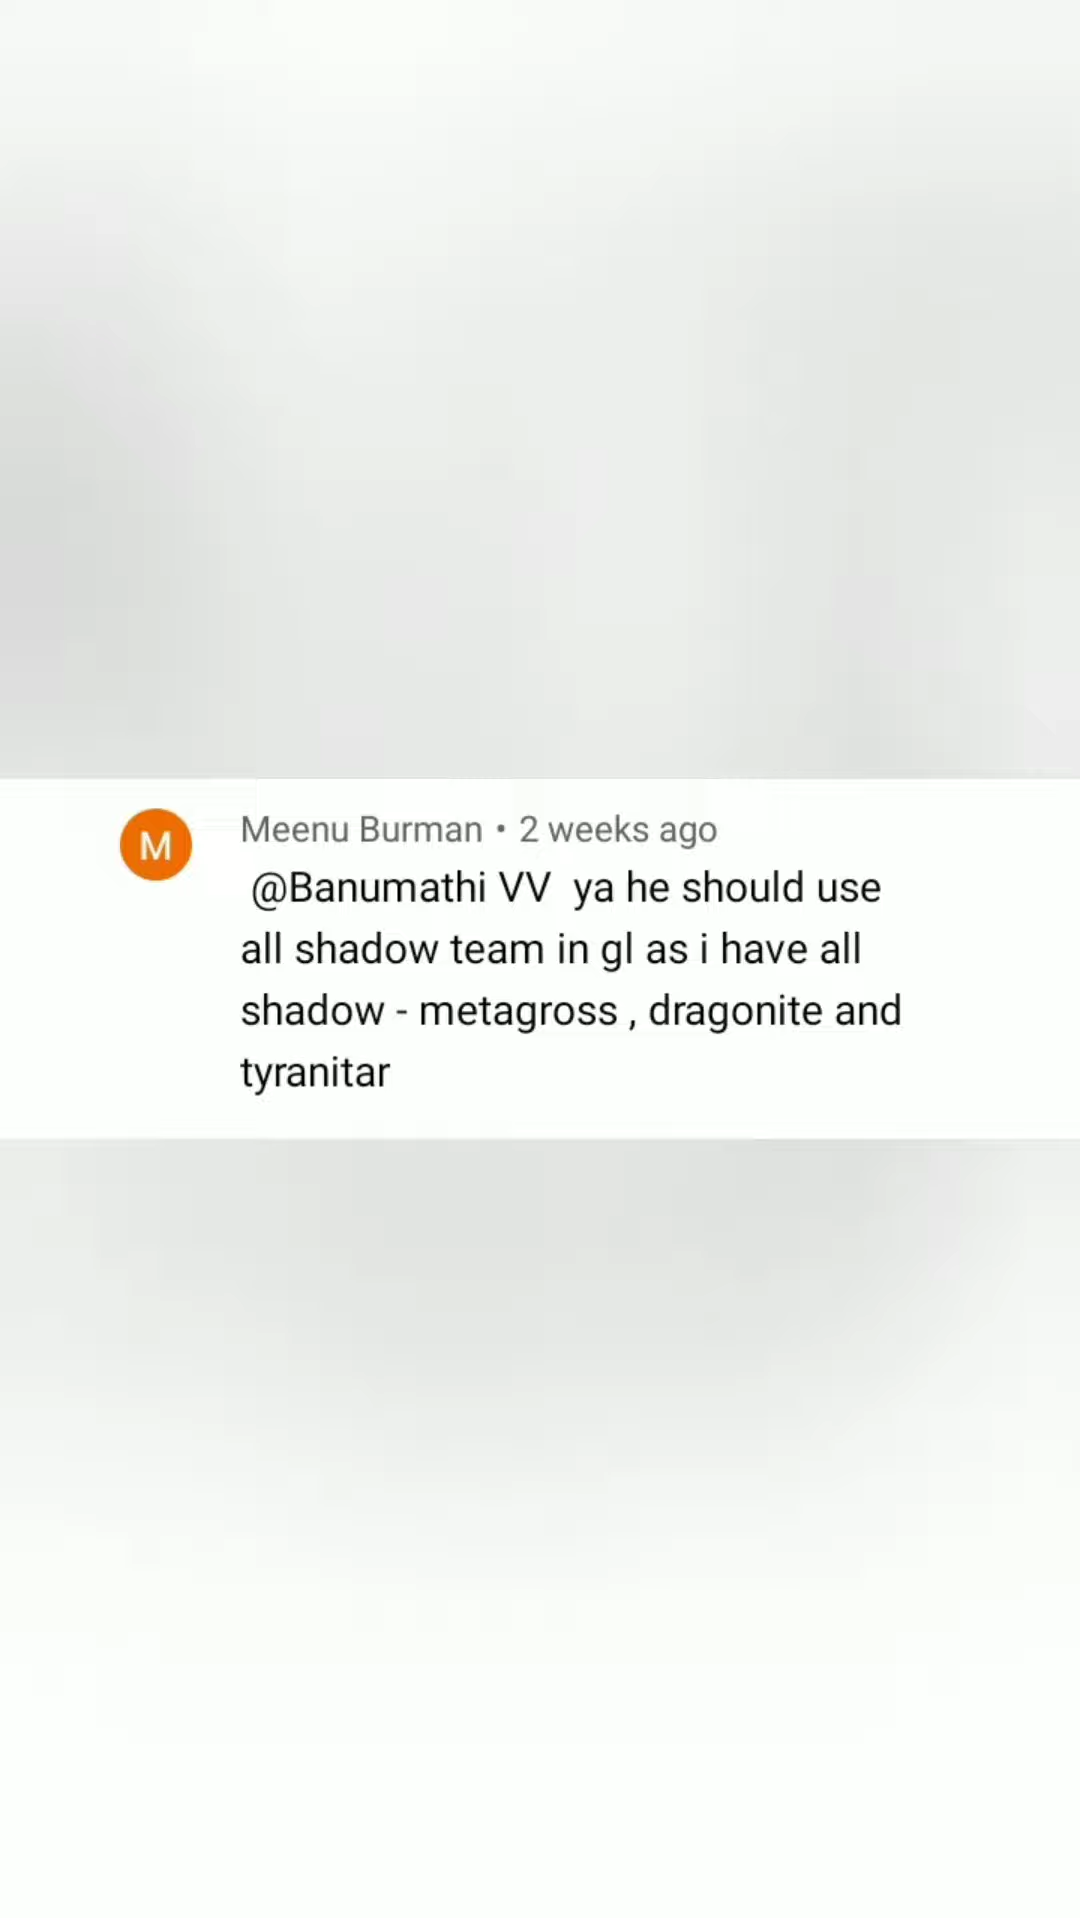 M
Meenu Burman • 2 weeks ago
@Banumathi VV  ya he should use
all shadow team in gl as i have all
shadow - metagross , dragonite and
tyranitar